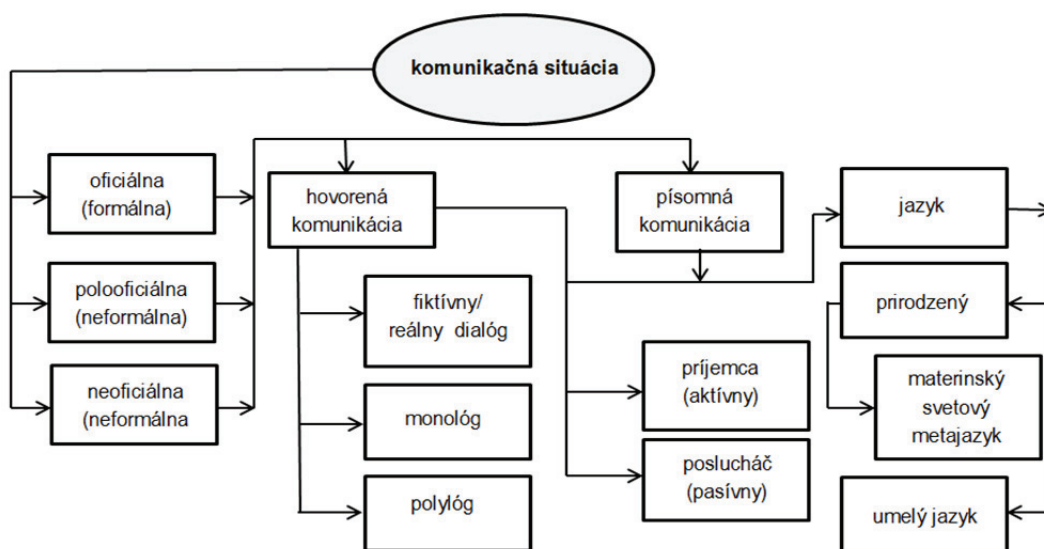 komunikačná situácia
oficiálna
(formálna)
polooficiálna
(neformálna)
neoficiálna
(neformálna
hovorená
komunikácia
fiktívny/
reálny dialóg
monológ
polylóg
písomná
komunikácia
príjemca
(aktívny)
poslucháč
(pasívny)
jazyk
prirodzený
materinský
svetový
metajazyk
umelý jazyk